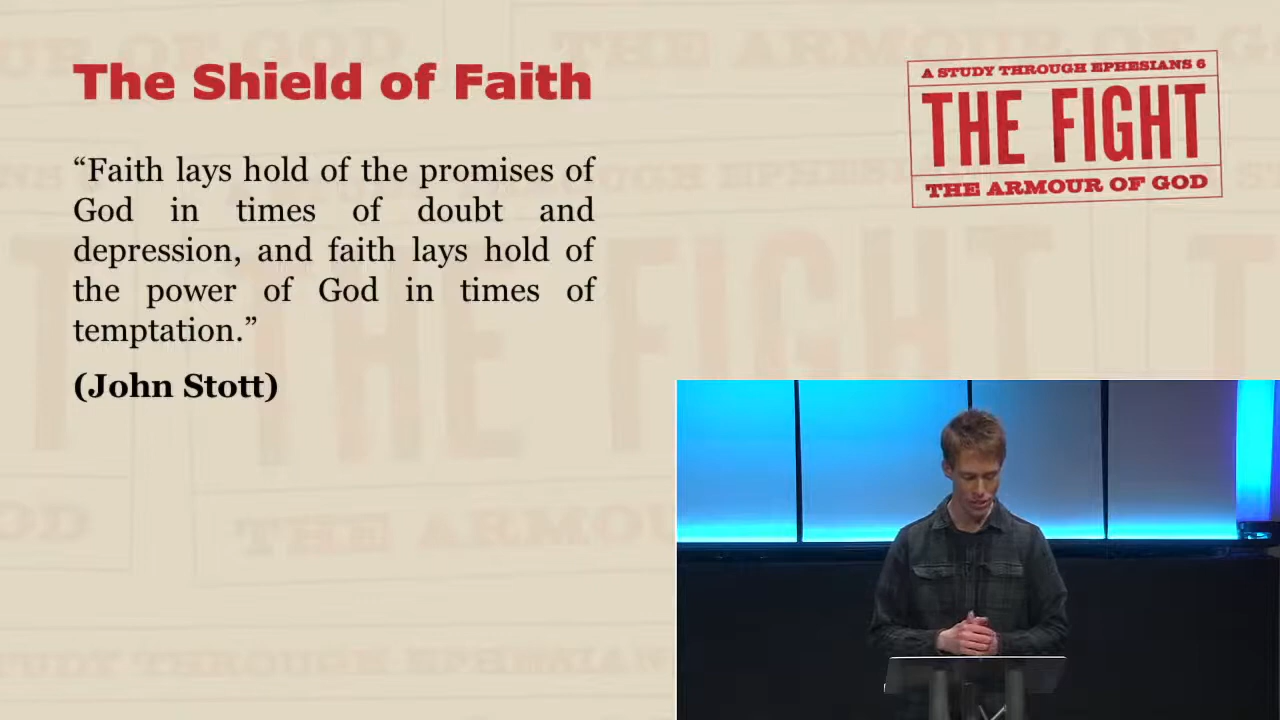 The Shield of Faith
“Faith lays hold of the promises of
God in times of doubt and
depression, and faith lays hold of
the power of God in times of
temptation.”
(John Stott)
A STUDY THROUGH EPHESIANS 6
THE FIGHT
THE ARMOUR OF GOD